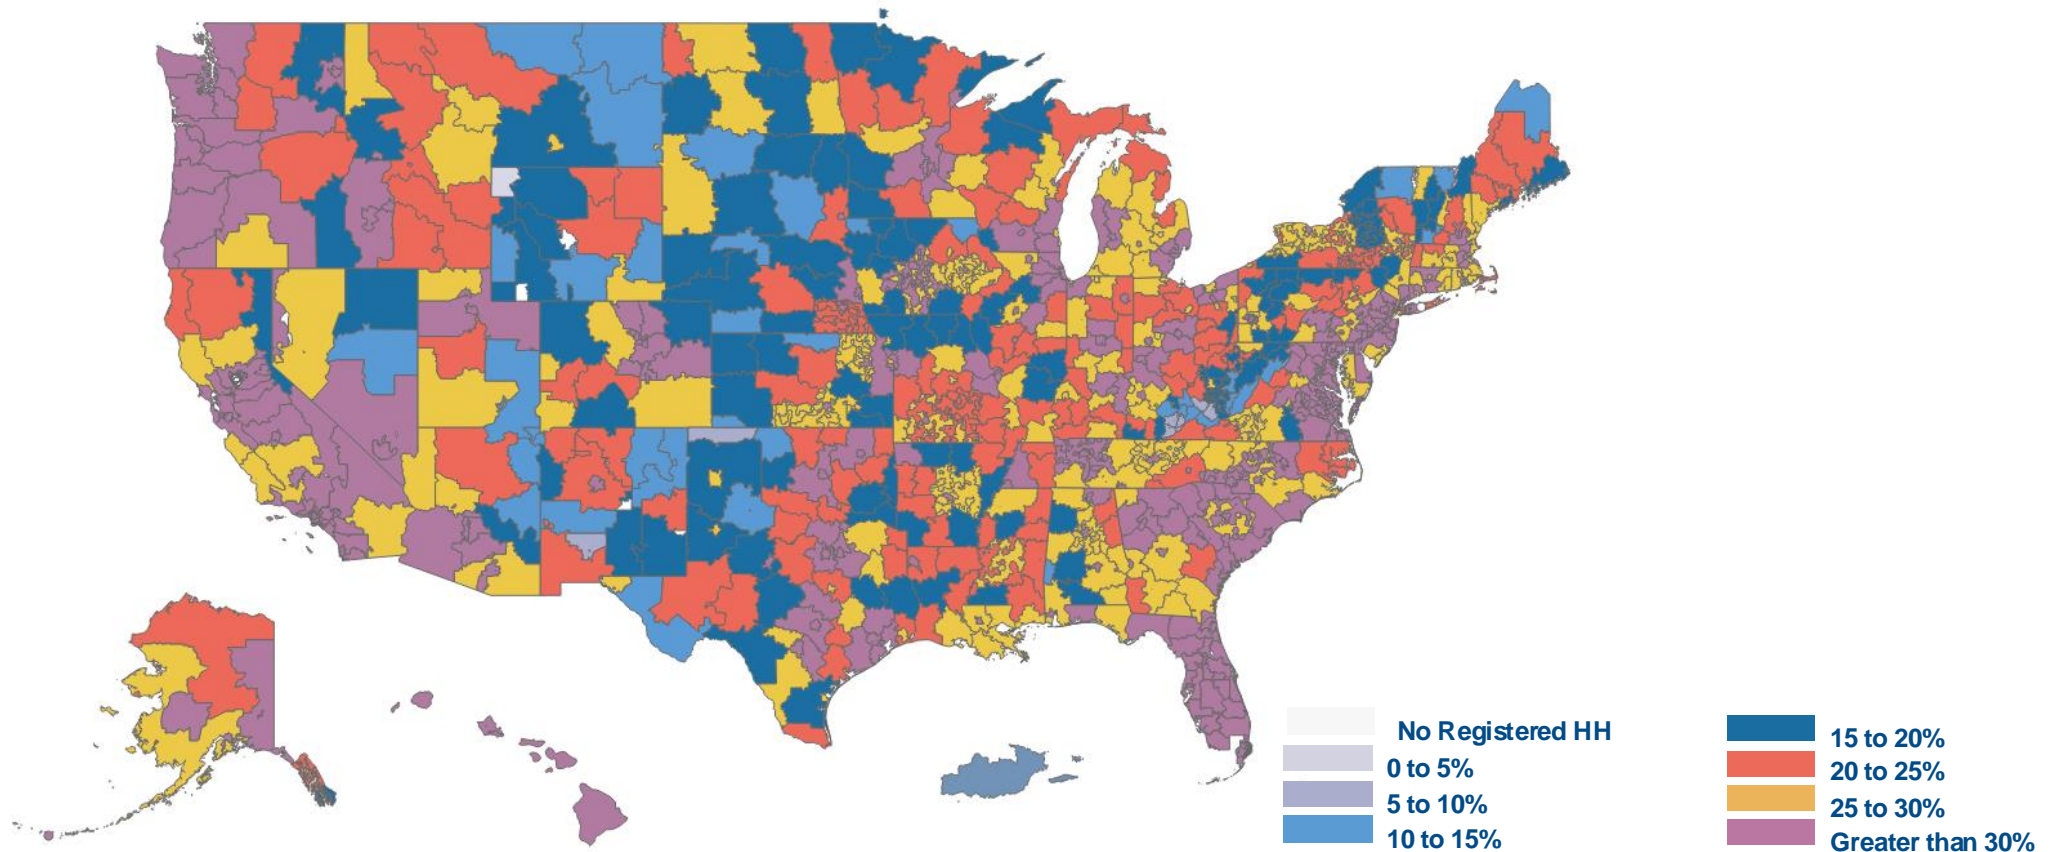 No Registered HH
0 to 5%
5 to 10%
10 to 15%
15 to 20%
20 to 25%
25 to 30%
Greater than 30%